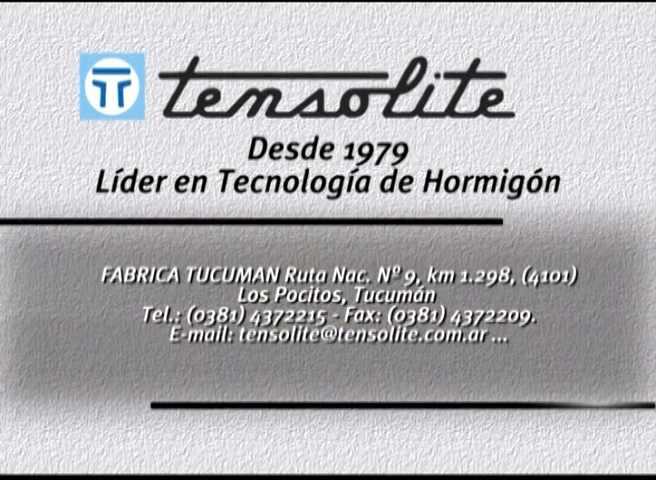 tensolite
Desde 1979
Líder en Tecnología de Hormigón
FABRICA TUCUMAN Ruta Nac. Nº 9, km 1.298, (4101)
Los Pocitos, Tucumán
Tel.: (0381) 4372215 - Fax: (0381) 4372209.
E-mail: tensolite@tensolite.com.ar ...